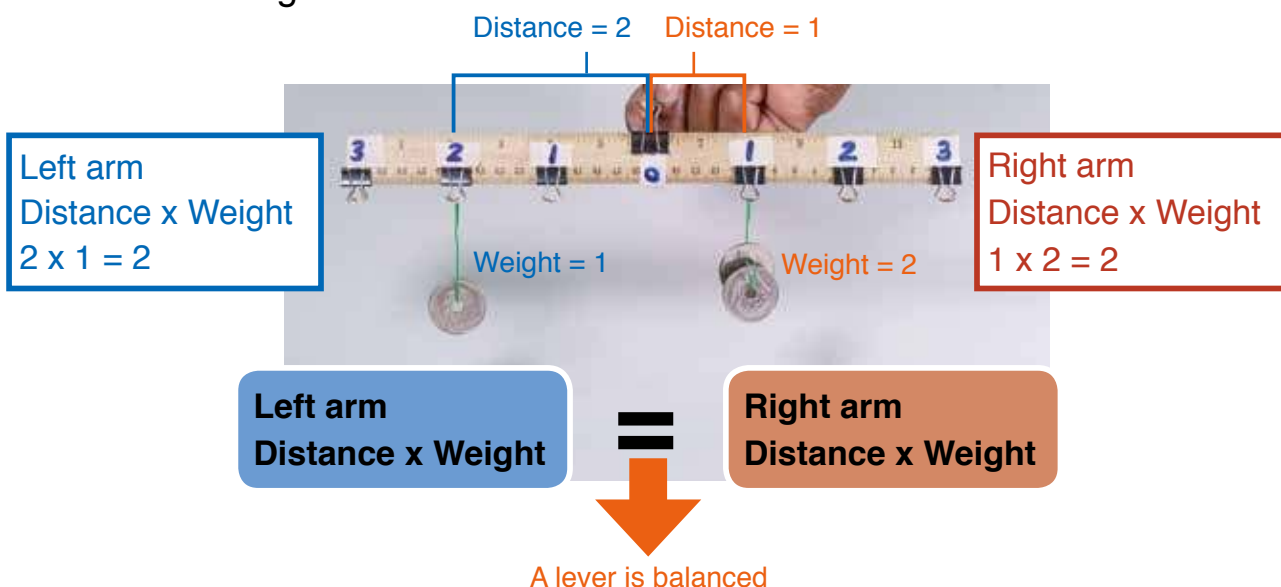 Distance = 2
Distance = 1
3
2
1
0
1
2
3
Left arm
Distance x Weight
2 x 1 = 2
Weight = 1
Weight = 2
Right arm
Distance x Weight
1 x 2 = 2
Left arm
Distance x Weight
=
Right arm
Distance x Weight
A lever is balanced